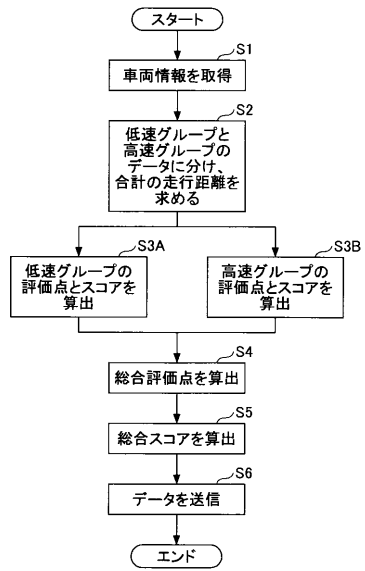 スタート
S1
車両情報を取得
S2
低速グループと
高速グループの
データに分け、
合計の走行距離を
求める
S3A
低速グループの
評価点とスコアを
算出
S3B
高速グループの
評価点とスコアを
算出
S4
総合評価点を算出
S5
総合スコアを算出
S6
データを送信
エンド